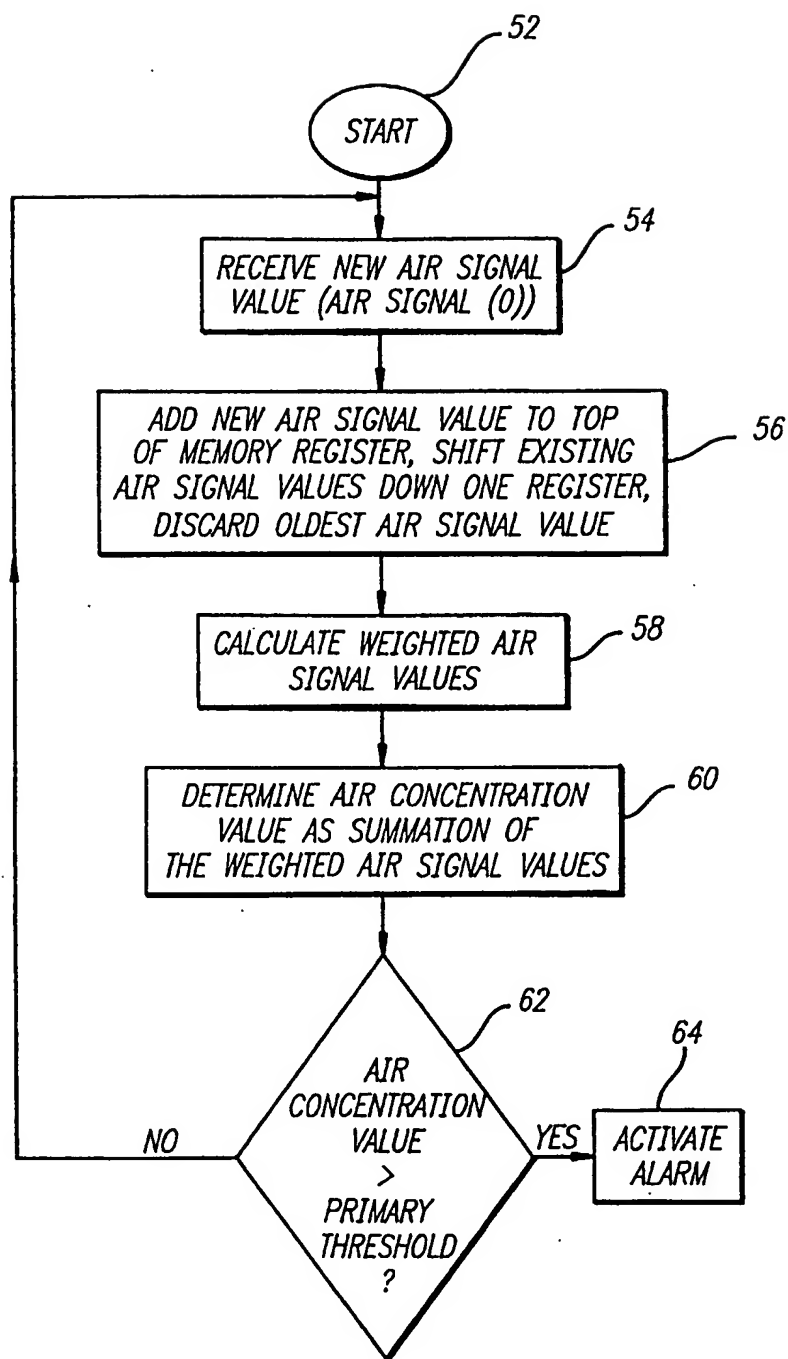 52
START
54
RECEIVE NEW AIR SIGNAL
VALUE (AIR SIGNAL (0))
56
ADD NEW AIR SIGNAL VALUE TO TOP
OF MEMORY REGISTER, SHIFT EXISTING
AIR SIGNAL VALUES DOWN ONE REGISTER,
DISCARD OLDEST AIR SIGNAL VALUE
58
CALCULATE WEIGHTED AIR
SIGNAL VALUES
60
DETERMINE AIR CONCENTRATION
VALUE AS SUMMATION OF
THE WEIGHTED AIR SIGNAL VALUES
62
AIR
CONCENTRATION
VALUE
>
PRIMARY
THRESHOLD
?
NO
YES
64
ACTIVATE
ALARM